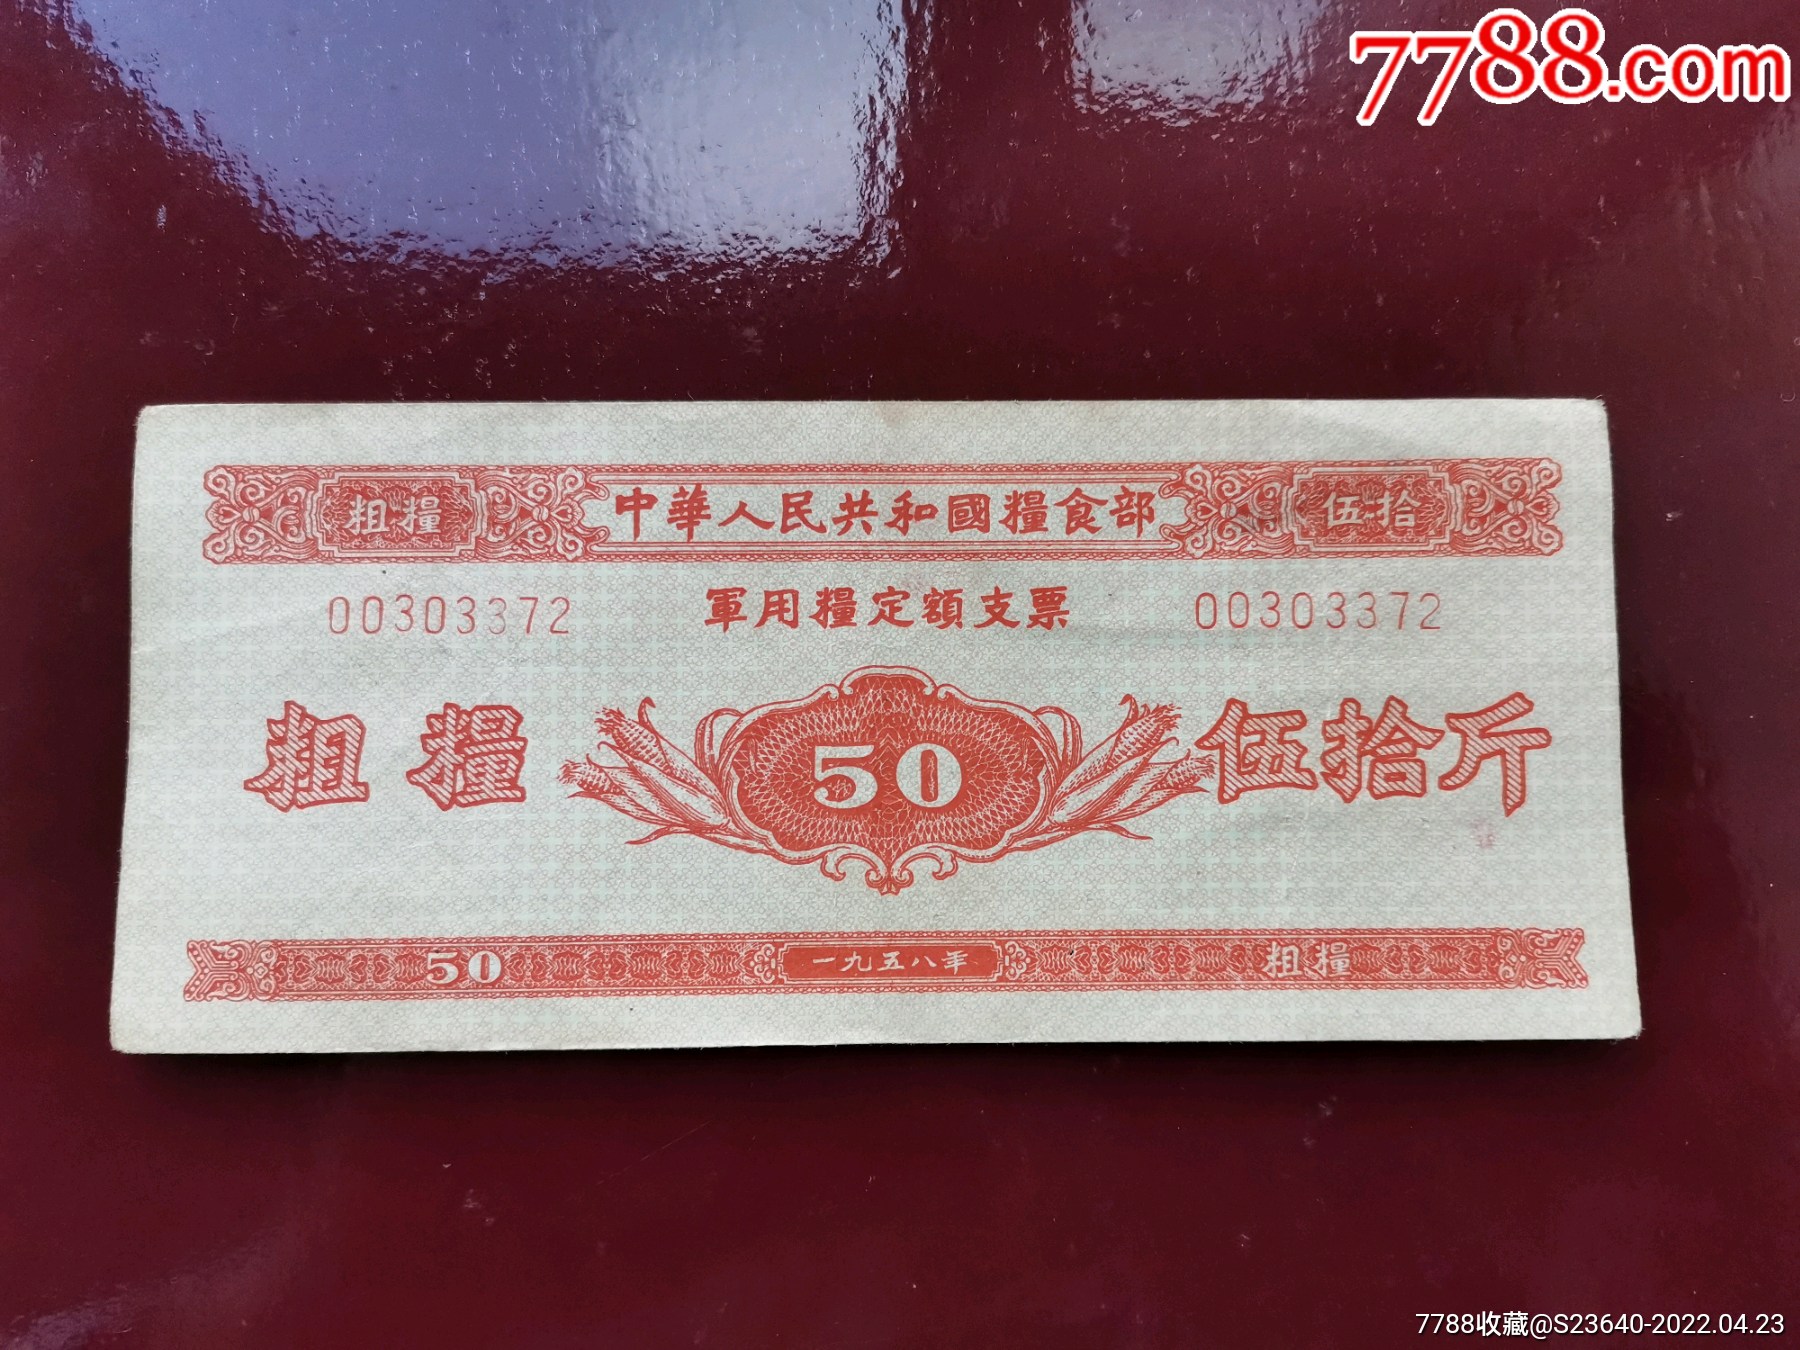 7788.com
粗糧 中華人民共和國糧食部 伍拾
軍用糧定額支票
00303372 00303372
粗糧 50 伍拾斤
50 一九五八年 粗糧
7788收藏@S23640-2022.04.23